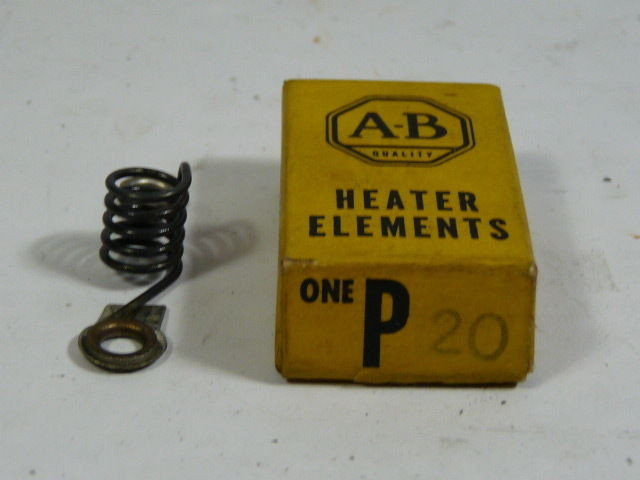 A-B
QUALITY
HEATER
ELEMENTS
ONE P 20